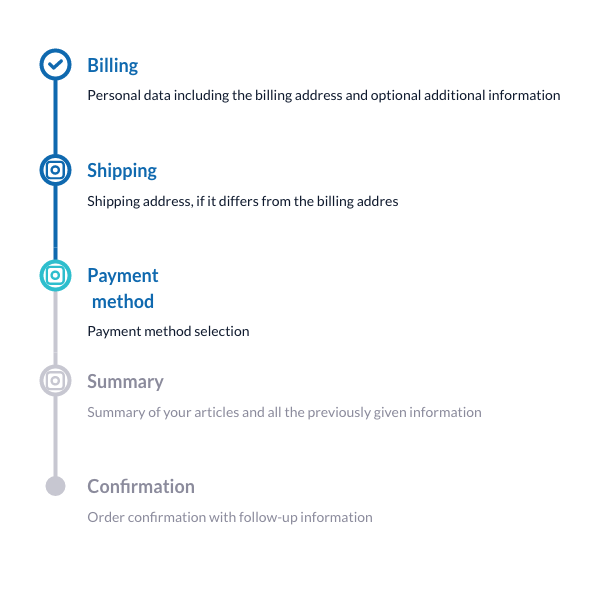 Billing
Personal data including the billing address and optional additional information
Shipping
Shipping address, if it differs from the billing addres
Payment
method
Payment method selection
Summary
Summary of your articles and all the previously given information
Confirmation
Order confirmation with follow-up information